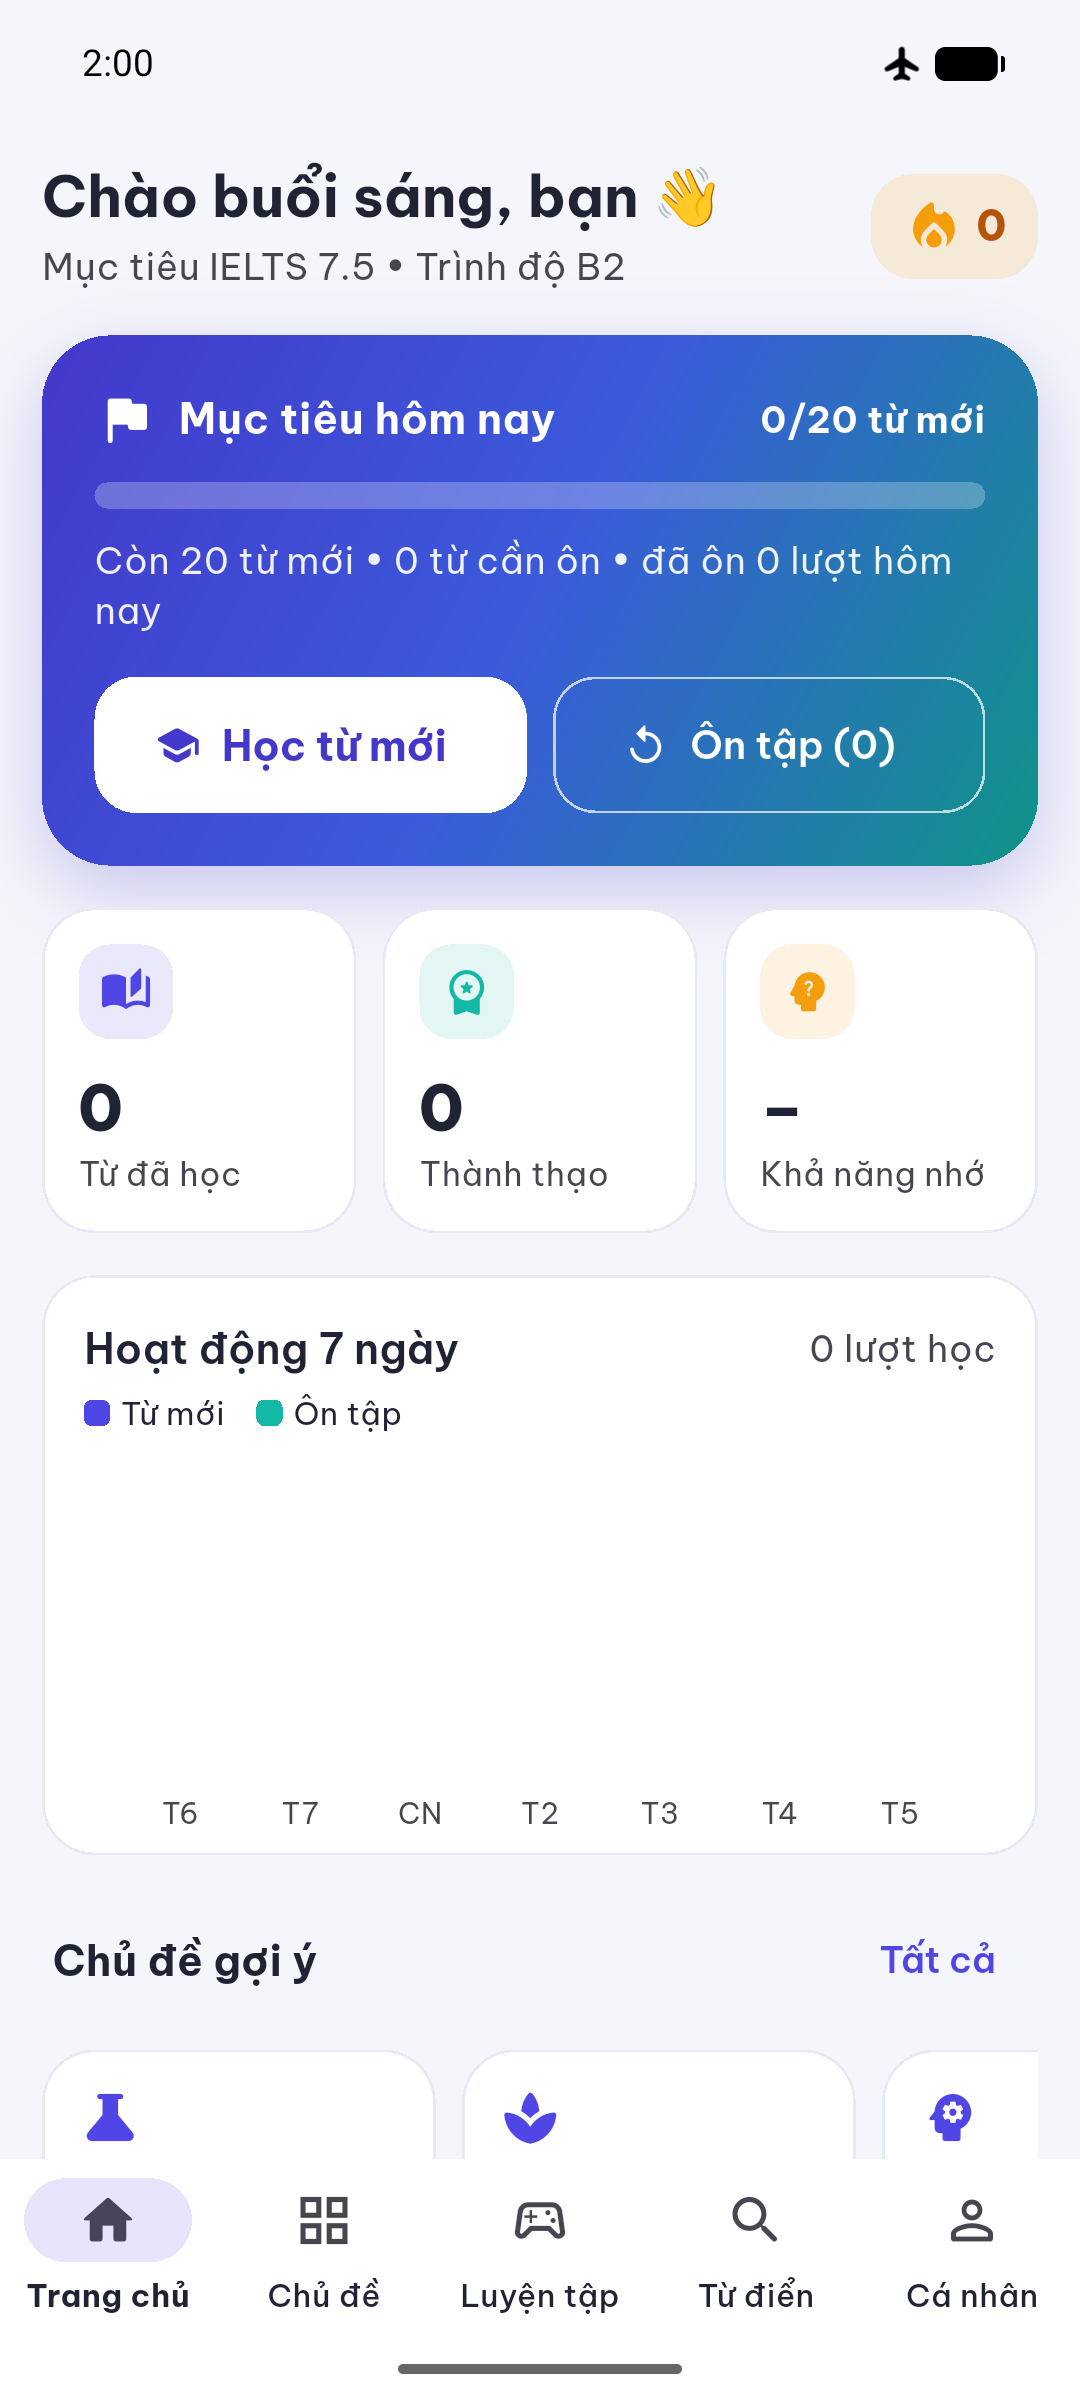 2:00
Chào buổi sáng, bạn 👋
0
Mục tiêu IELTS 7.5 • Trình độ B2
Mục tiêu hôm nay
0/20 từ mới
Còn 20 từ mới • 0 từ cần ôn • đã ôn 0 lượt hôm
nay
Học từ mới
Ôn tập (0)
0
0
–
Từ đã học
Thành thạo
Khả năng nhớ
Hoạt động 7 ngày
0 lượt học
Từ mới
Ôn tập
T6
T7
CN
T2
T3
T4
T5
Chủ đề gợi ý
Tất cả
Trang chủ
Chủ đề
Luyện tập
Từ điển
Cá nhân